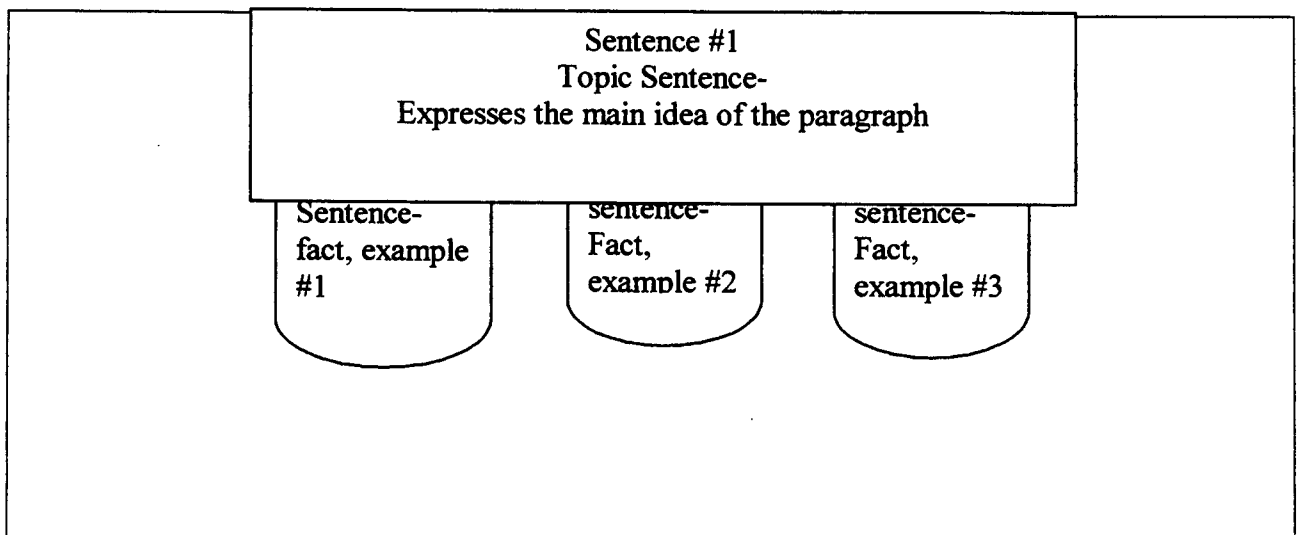 Sentence #1
Topic Sentence-
Expresses the main idea of the paragraph
Sentence-
fact, example
#1
sentence-
Fact,
example #2
sentence-
Fact,
example #3